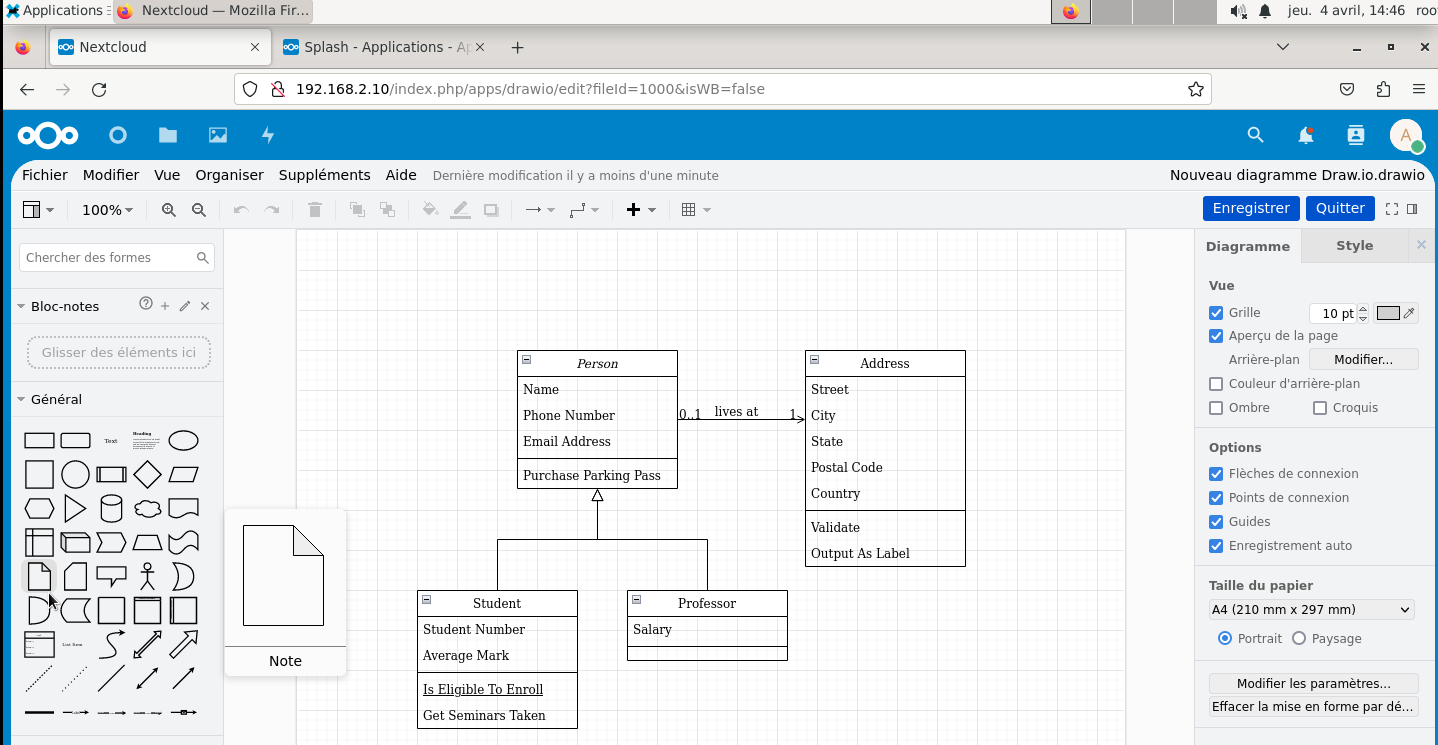 Applications
Nextcloud — Mozilla Fir...
jeu. 4 avril, 14:46
roo
Nextcloud
Splash - Applications - Ap
192.168.2.10/index.php/apps/drawio/edit?fileId=1000&isWB=false
A
Fichier
Modifier
Vue
Organiser
Suppléments
Aide
Dernière modification il y a moins d'une minute
Nouveau diagramme Draw.io.drawio
100%
Enregistrer
Quitter
Chercher des formes
Bloc-notes
Glisser des éléments ici
Général
Text
Heading
List Item
Note
Person
Name
Phone Number
Email Address
Purchase Parking Pass
0..1
lives at
1
Address
Street
City
State
Postal Code
Country
Validate
Output As Label
Student
Student Number
Average Mark
Is Eligible To Enroll
Get Seminars Taken
Professor
Salary
Diagramme
Style
Vue
Grille
10 pt
Aperçu de la page
Arrière-plan
Modifier...
Couleur d'arrière-plan
Ombre
Croquis
Options
Flèches de connexion
Points de connexion
Guides
Enregistrement auto
Taille du papier
A4 (210 mm x 297 mm)
Portrait
Paysage
Modifier les paramètres...
Effacer la mise en forme par dé...